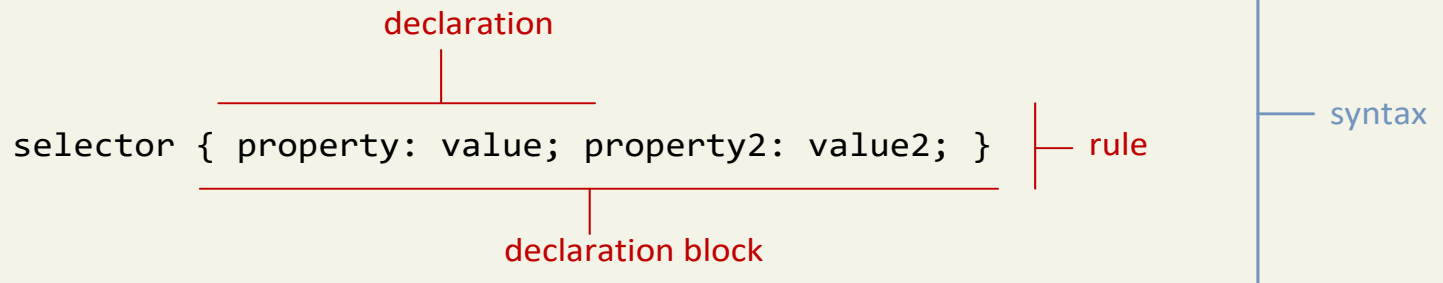 declaration
syntax
selector { property: value; property2: value2; }
rule
declaration block